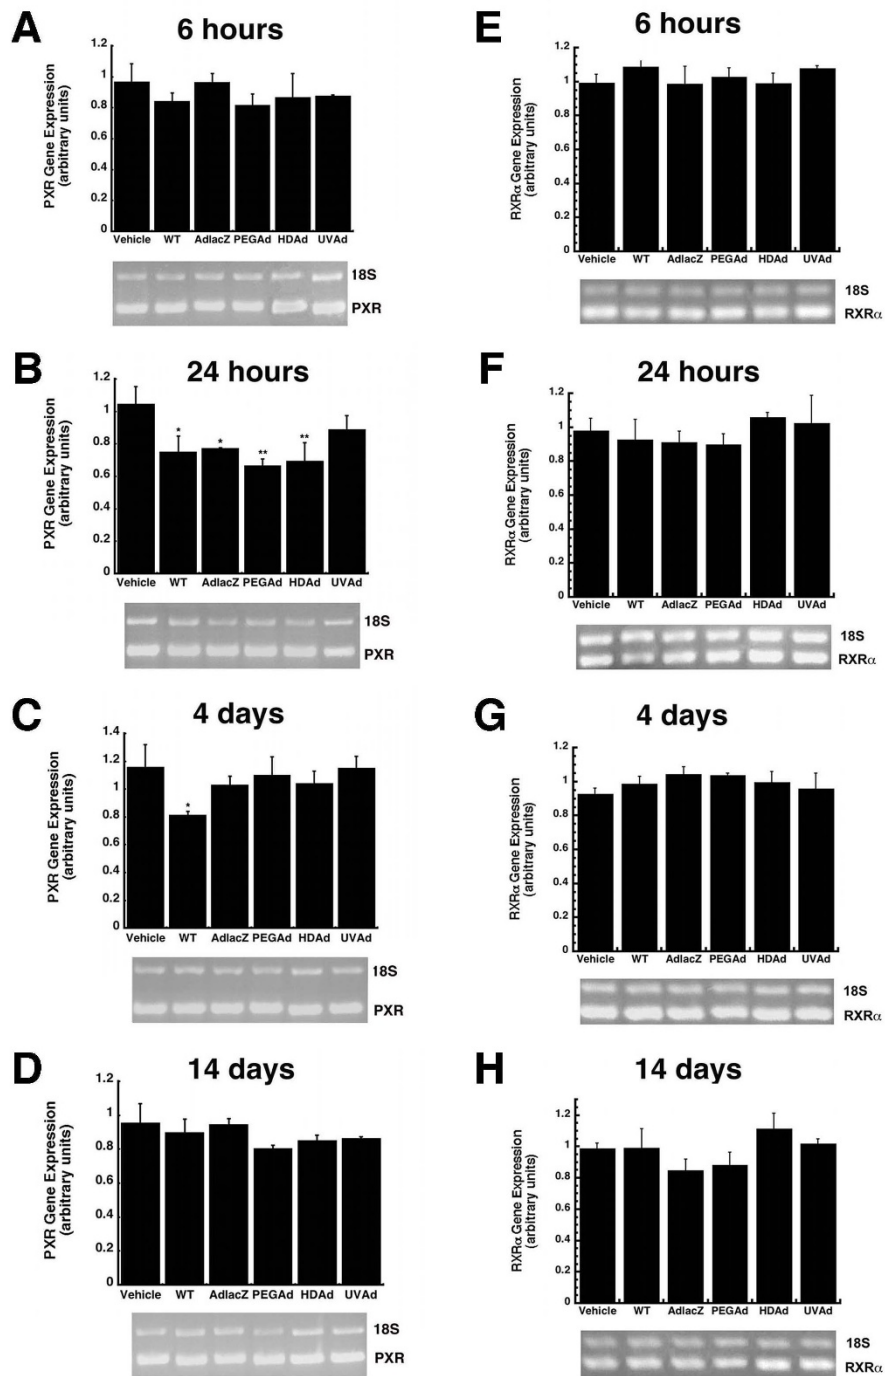 A
6 hours
PXR Gene Expression
(arbitrary units)
1.2
1
0.8
0.6
0.4
0.2
0
Vehicle WT AdlacZ PEGAd HDAd UVAd
18S
PXR
B
24 hours
PXR Gene Expression
(arbitrary units)
1.2
1
0.8
0.6
0.4
0.2
0
* * ** **
Vehicle WT AdlacZ PEGAd HDAd UVAd
18S
PXR
C
4 days
PXR Gene Expression
(arbitrary units)
1.4
1.2
1
0.8
0.6
0.4
0.2
0
*
Vehicle WT AdlacZ PEGAd HDAd UVAd
18S
PXR
D
14 days
PXR Gene Expression
(arbitrary units)
1.2
1
0.8
0.6
0.4
0.2
0
Vehicle WT AdlacZ PEGAd HDAd UVAd
18S
PXR
E
6 hours
RXRα Gene Expression
(arbitrary units)
1.2
1
0.8
0.6
0.4
0.2
0
Vehicle WT AdlacZ PEGAd HDAd UVAd
18S
RXRα
F
24 hours
RXRα Gene Expression
(arbitrary units)
1.2
1
0.8
0.6
0.4
0.2
0
Vehicle WT AdlacZ PEGAd HDAd UVAd
18S
RXRα
G
4 days
RXRα Gene Expression
(arbitrary units)
1.2
1
0.8
0.6
0.4
0.2
0
Vehicle WT AdlacZ PEGAd HDAd UVAd
18S
RXRα
H
14 days
RXRα Gene Expression
(arbitrary units)
1.2
1
0.8
0.6
0.4
0.2
0
Vehicle WT AdlacZ PEGAd HDAd UVAd
18S
RXRα